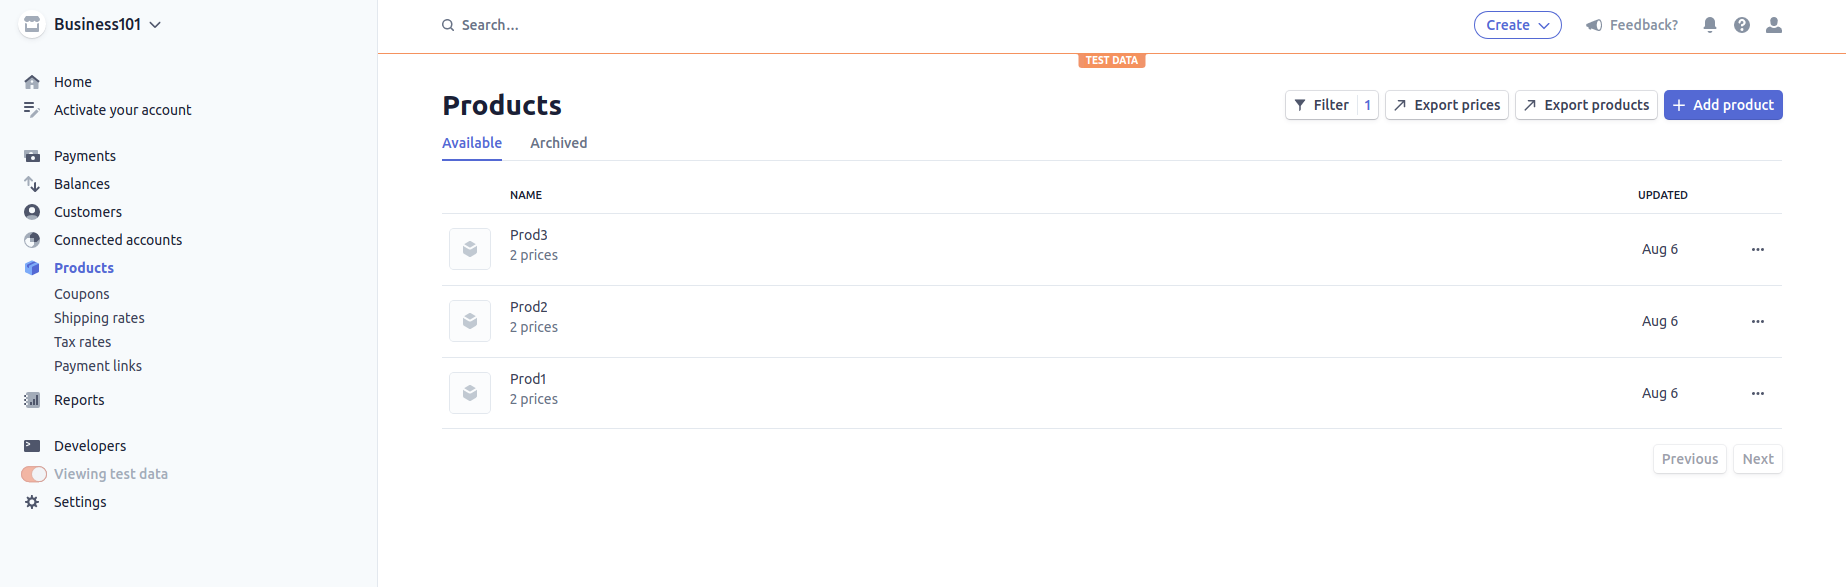 Business101
Search...
Create
Feedback?
TEST DATA
Home
Activate your account
Payments
Balances
Customers
Connected accounts
Products
Coupons
Shipping rates
Tax rates
Payment links
Reports
Developers
Viewing test data
Settings
Products
Filter 1
Export prices
Export products
Add product
Available Archived
NAME UPDATED
Prod3
2 prices
Aug 6
Prod2
2 prices
Aug 6
Prod1
2 prices
Aug 6
Previous Next